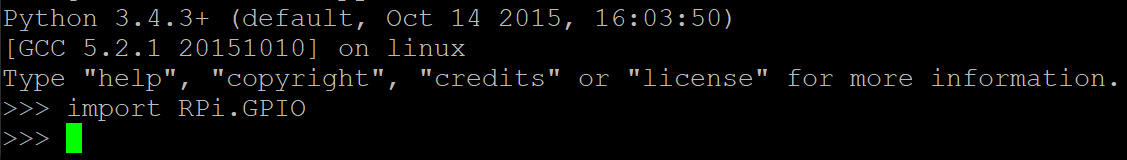 Python 3.4.3+ (default, Oct 14 2015, 16:03:50)
[GCC 5.2.1 20151010] on linux
Type "help", "copyright", "credits" or "license" for more information.
>>> import RPi.GPIO
>>>